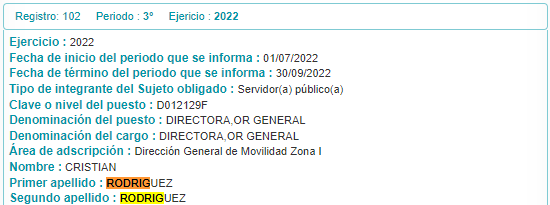 Registro: 102 Periodo : 3° Ejericio : 2022
Ejercicio : 2022
Fecha de inicio del periodo que se informa : 01/07/2022
Fecha de término del periodo que se informa : 30/09/2022
Tipo de integrante del Sujeto obligado : Servidor(a) público(a)
Clave o nivel del puesto : D012129F
Denominación del puesto : DIRECTORA,OR GENERAL
Denominación del cargo : DIRECTORA,OR GENERAL
Área de adscripción : Dirección General de Movilidad Zona I
Nombre : CRISTIAN
Primer apellido : RODRIGUEZ
Segundo apellido : RODRIGUEZ